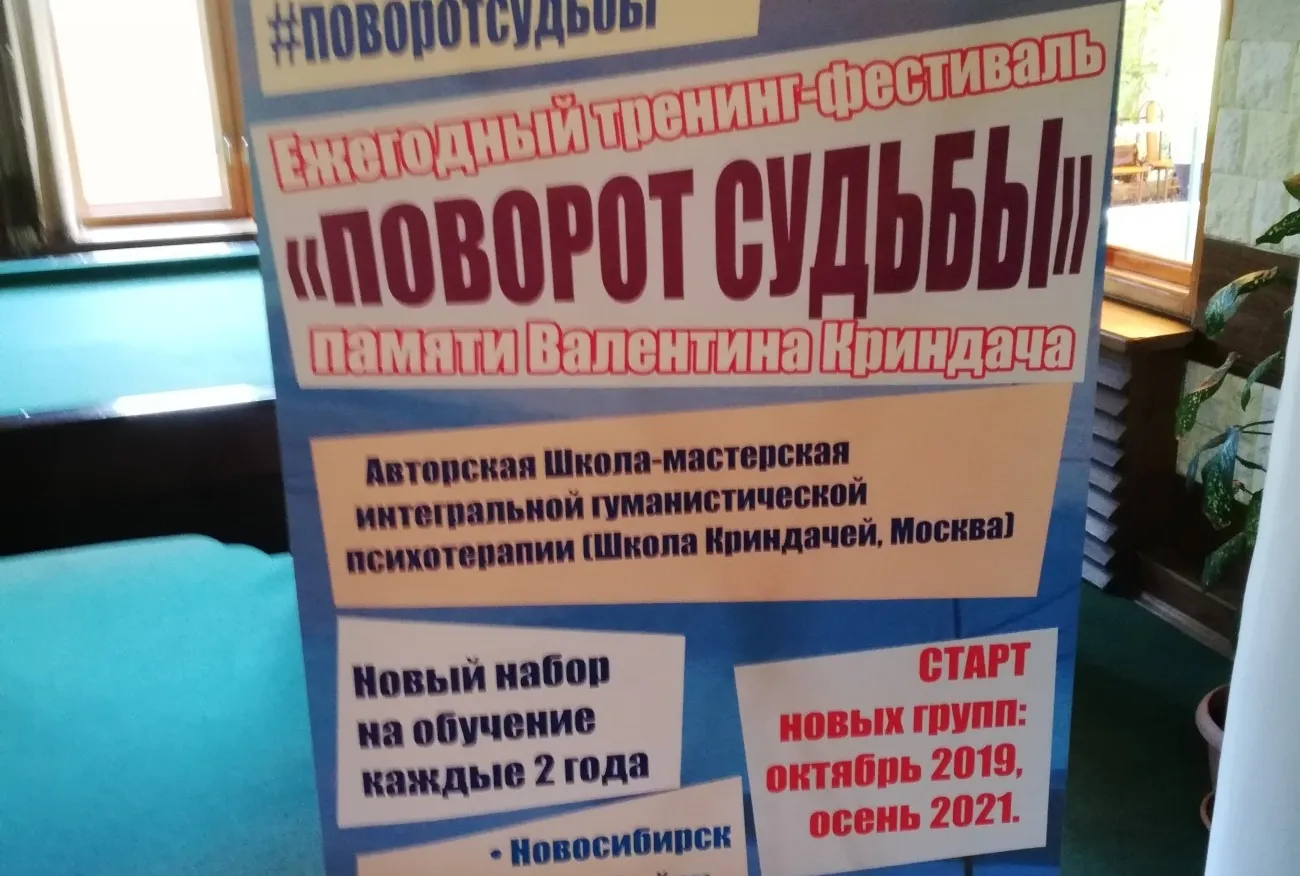 #ПОВОРОТСУДЬБЫ
Ежегодный тренинг-фестиваль
«ПОВОРОТ СУДЬБЫ»
памяти Валентина Криндача
Авторская Школа-мастерская
интегральной гуманистической
психотерапии (Школа Криндачей, Москва)
Новый набор
на обучение
каждые 2 года
СТАРТ
новых групп:
октябрь 2019,
осень 2021.
• Новосибирск